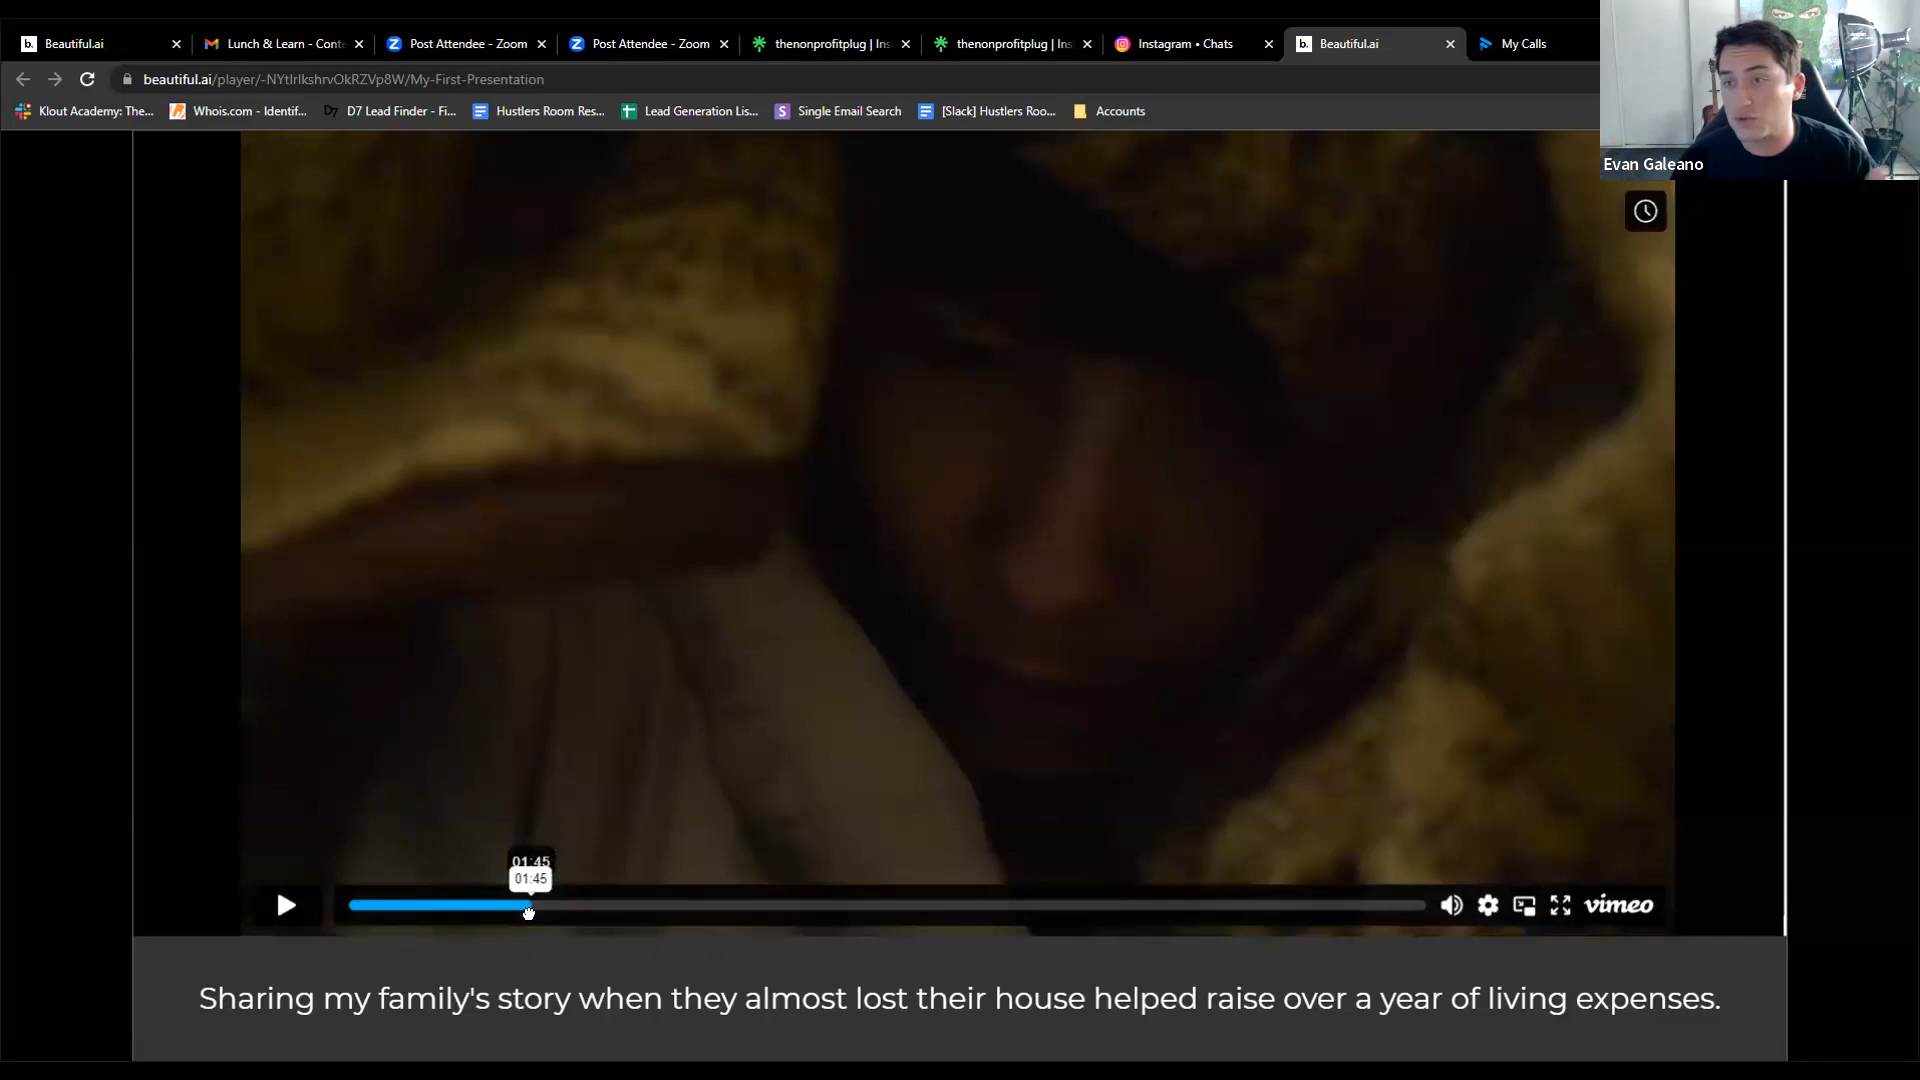 Beautiful.ai
Lunch & Learn - Conte
Post Attendee - Zoom
Post Attendee - Zoom
thenonprofitplug | Ins
thenonprofitplug | Ins
Instagram • Chats
Beautiful.ai
My Calls
beautiful.ai/player/-NYtlrlkshrvOkRZVp8W/My-First-Presentation
Klout Academy: The...
Whois.com - Identif...
D7 Lead Finder - Fi...
Hustlers Room Res...
Lead Generation Lis...
Single Email Search
[Slack] Hustlers Roo...
Accounts
Evan Galeano
01:45
01:45
vimeo
Sharing my family's story when they almost lost their house helped raise over a year of living expenses.